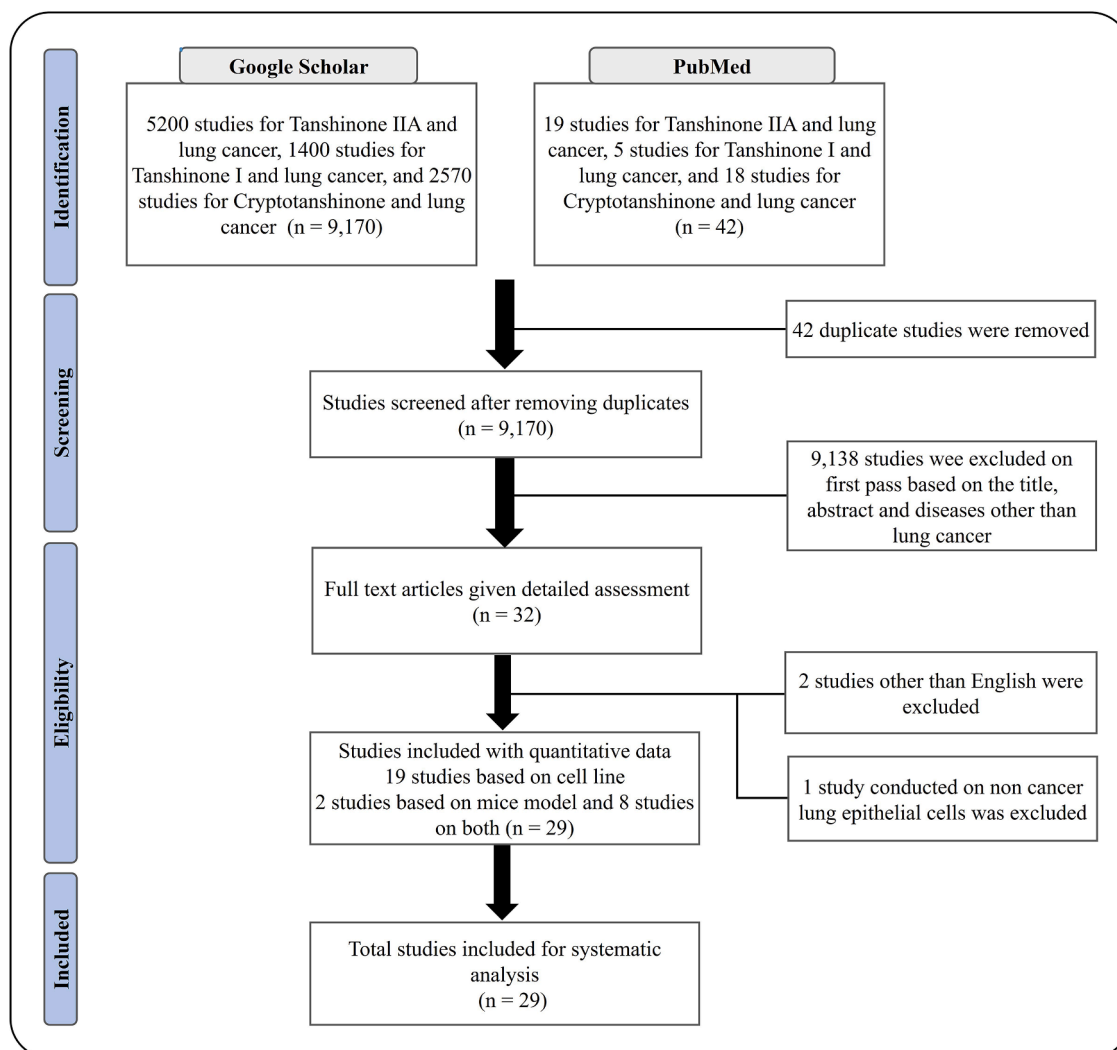 Identification
Google Scholar
5200 studies for Tanshinone IIA and
lung cancer, 1400 studies for
Tanshinone I and lung cancer, and 2570
studies for Cryptotanshinone and lung
cancer (n = 9,170)
PubMed
19 studies for Tanshinone IIA and lung
cancer, 5 studies for Tanshinone I and
lung cancer, and 18 studies for
Cryptotanshinone and lung cancer
(n = 42)
Screening
42 duplicate studies were removed
Studies screened after removing duplicates
(n = 9,170)
9,138 studies wee excluded on
first pass based on the title,
abstract and diseases other than
lung cancer
Eligibility
Full text articles given detailed assessment
(n = 32)
2 studies other than English were
excluded
1 study conducted on non cancer
lung epithelial cells was excluded
Studies included with quantitative data
19 studies based on cell line
2 studies based on mice model and 8 studies
on both (n = 29)
Included
Total studies included for systematic
analysis
(n = 29)